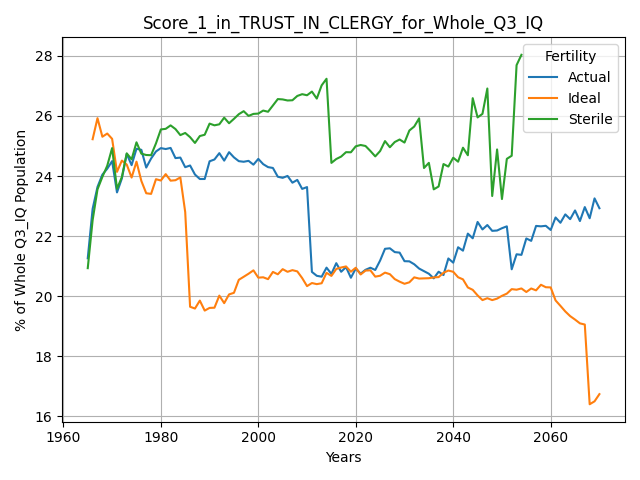 Score_1_in_TRUST_IN_CLERGY_for_Whole_Q3_IQ
Fertility
Actual
Ideal
Sterile
% of Whole Q3_IQ Population
28
26
24
22
20
18
16
1960
1980
2000
2020
2040
2060
Years